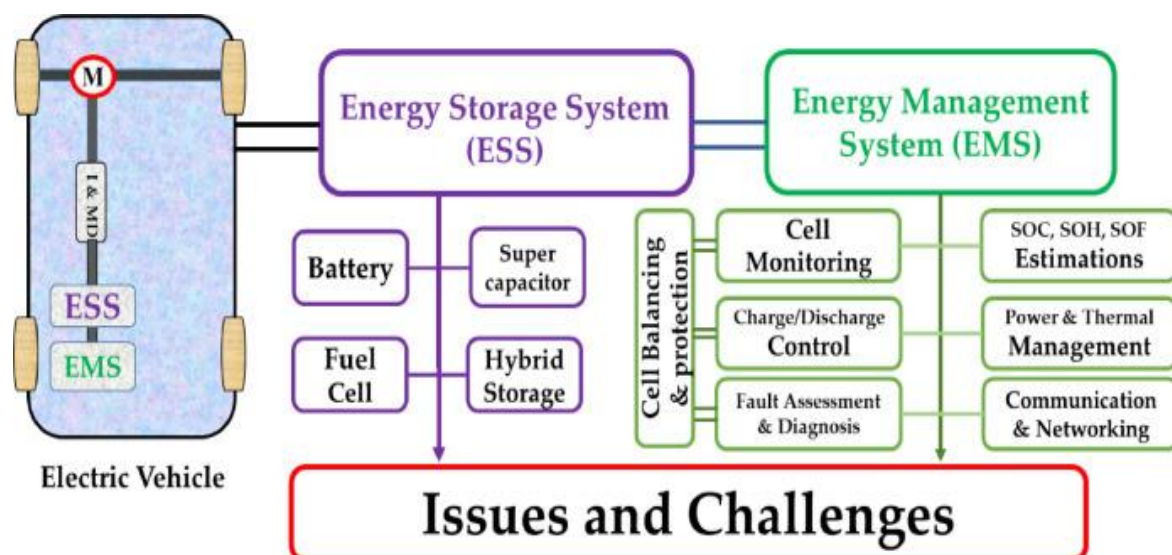 M
I & MD
ESS
EMS
Electric Vehicle
Energy Storage System
(ESS)
Battery
Super
capacitor
Fuel
Cell
Hybrid
Storage
Energy Management
System (EMS)
Cell Balancing
& protection
Cell
Monitoring
SOC, SOH, SOF
Estimations
Charge/Discharge
Control
Power & Thermal
Management
Fault Assessment
& Diagnosis
Communication
& Networking
Issues and Challenges